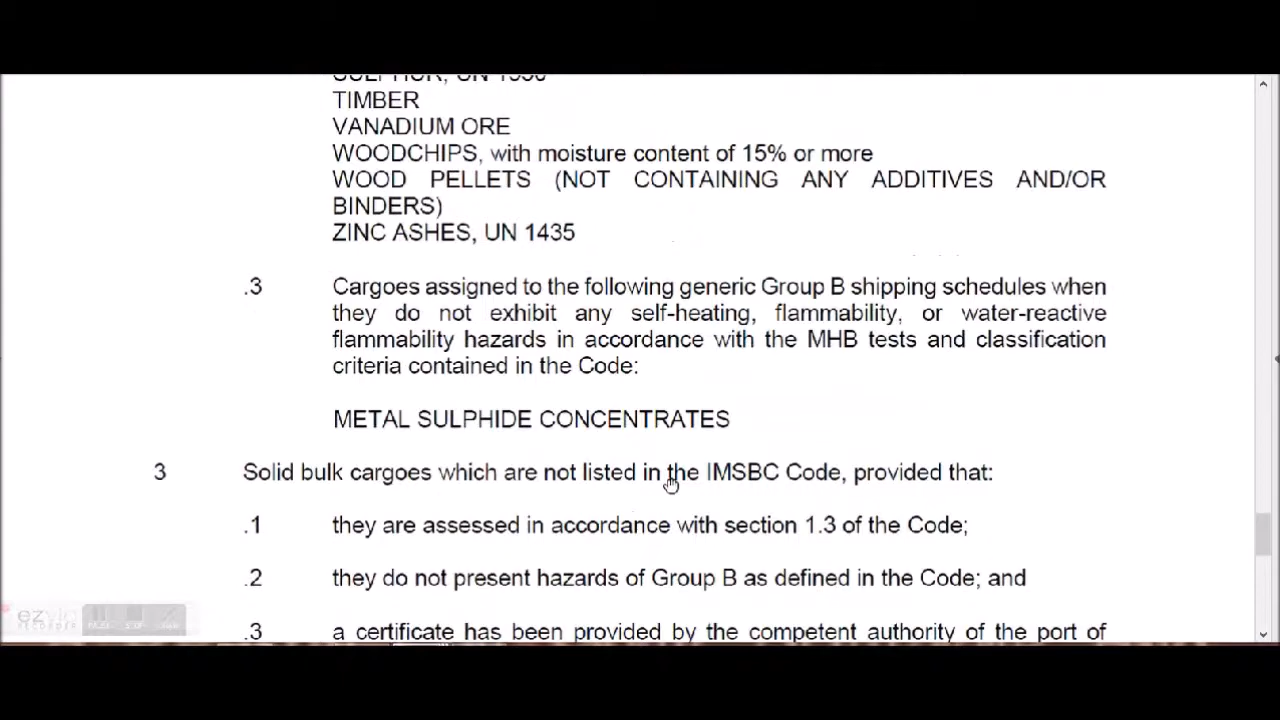 SULPHUR, UN 1350
TIMBER
VANADIUM ORE
WOODCHIPS, with moisture content of 15% or more
WOOD PELLETS (NOT CONTAINING ANY ADDITIVES AND/OR
BINDERS)
ZINC ASHES, UN 1435
.3 Cargoes assigned to the following generic Group B shipping schedules when
they do not exhibit any self-heating, flammability, or water-reactive
flammability hazards in accordance with the MHB tests and classification
criteria contained in the Code:
METAL SULPHIDE CONCENTRATES
3 Solid bulk cargoes which are not listed in the IMSBC Code, provided that:
.1 they are assessed in accordance with section 1.3 of the Code;
.2 they do not present hazards of Group B as defined in the Code; and
.3 a certificate has been provided by the competent authority of the port of
RECORDER